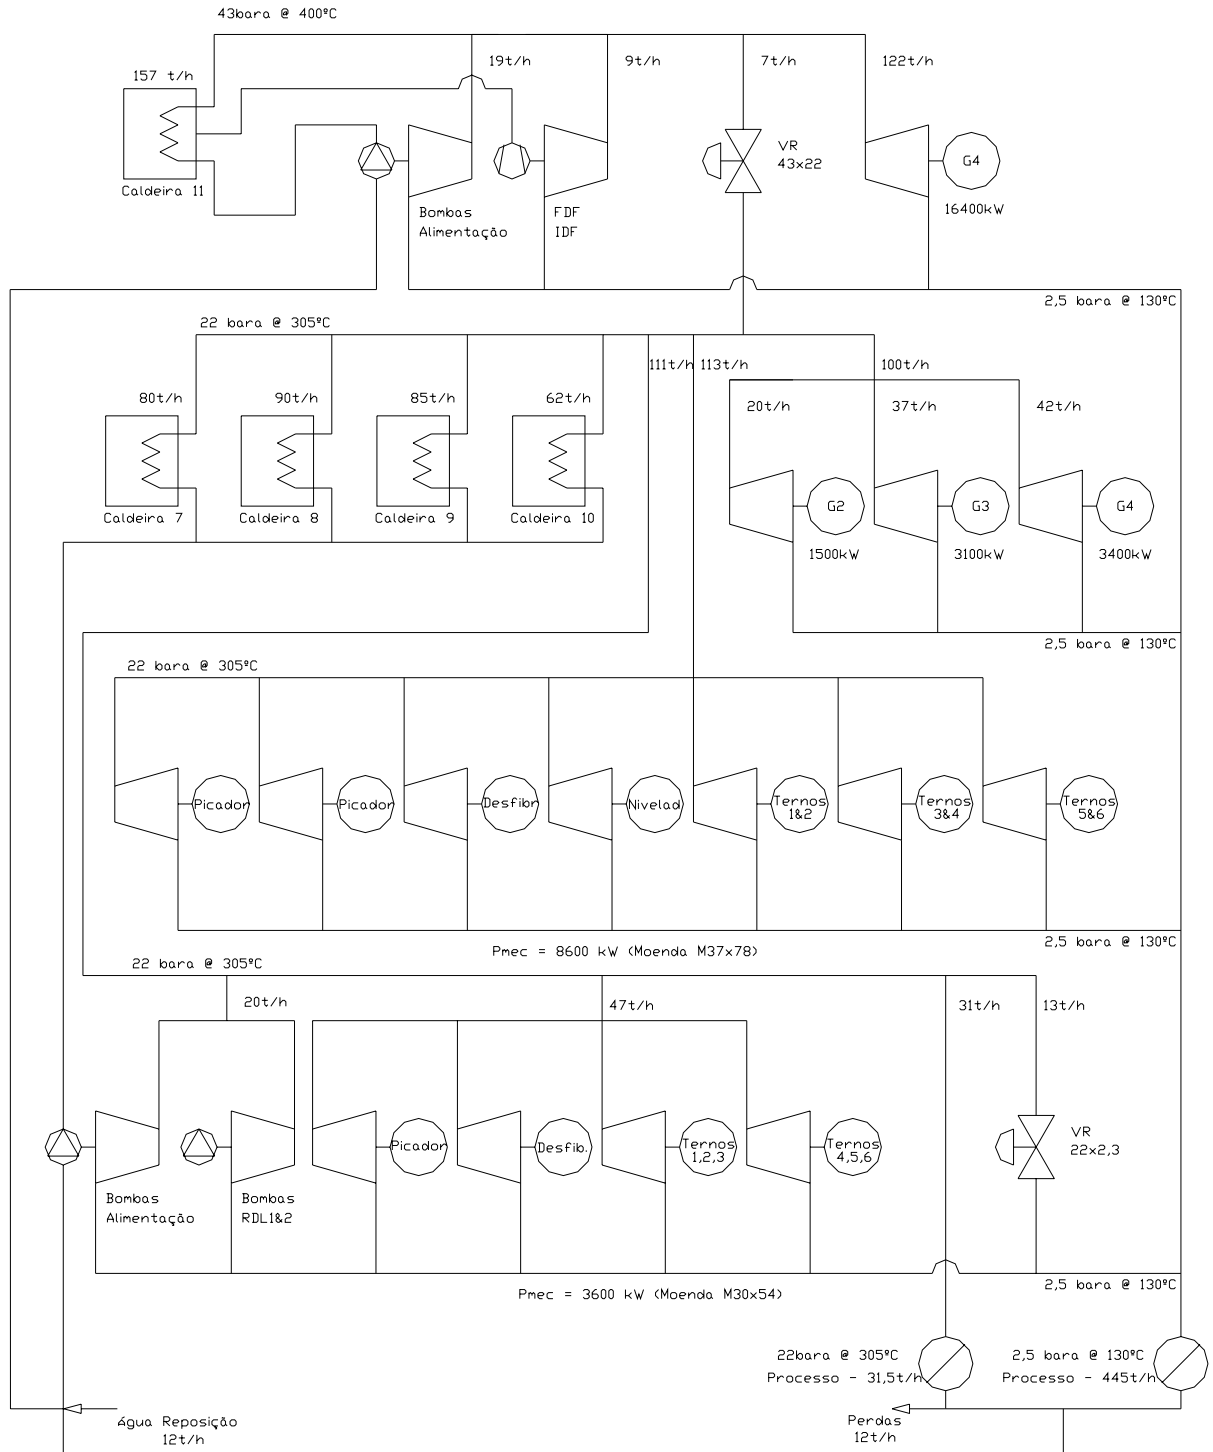 43bara @ 400ºC
19t/h
9t/h
7t/h
122t/h
157 t/h
VR
43x22
G4
Caldeira 11
Bombas
Alimentação
FDF
IDF
16400kW
2,5 bara @ 130ºC
22 bara @ 305ºC
111t/h
113t/h
100t/h
80t/h
90t/h
85t/h
62t/h
20t/h
37t/h
42t/h
G2
G3
G4
Caldeira 7
Caldeira 8
Caldeira 9
Caldeira 10
1500kW
3100kW
3400kW
2,5 bara @ 130ºC
22 bara @ 305ºC
Picador
Picador
Desfibr
Nivelad
Ternos
1&2
Ternos
3&4
Ternos
5&6
Pmec = 8600 kW (Moenda M37x78)
2,5 bara @ 130ºC
22 bara @ 305ºC
20t/h
47t/h
31t/h
13t/h
Picador
Desfib.
Ternos
1,2,3
Ternos
4,5,6
VR
22x2,3
Bombas
Alimentação
Bombas
RDL1&2
Pmec = 3600 kW (Moenda M30x54)
2,5 bara @ 130ºC
22bara @ 305ºC
Processo - 31,5t/h
2,5 bara @ 130ºC
Processo - 445t/h
Água Reposição
12t/h
Perdas
12t/h